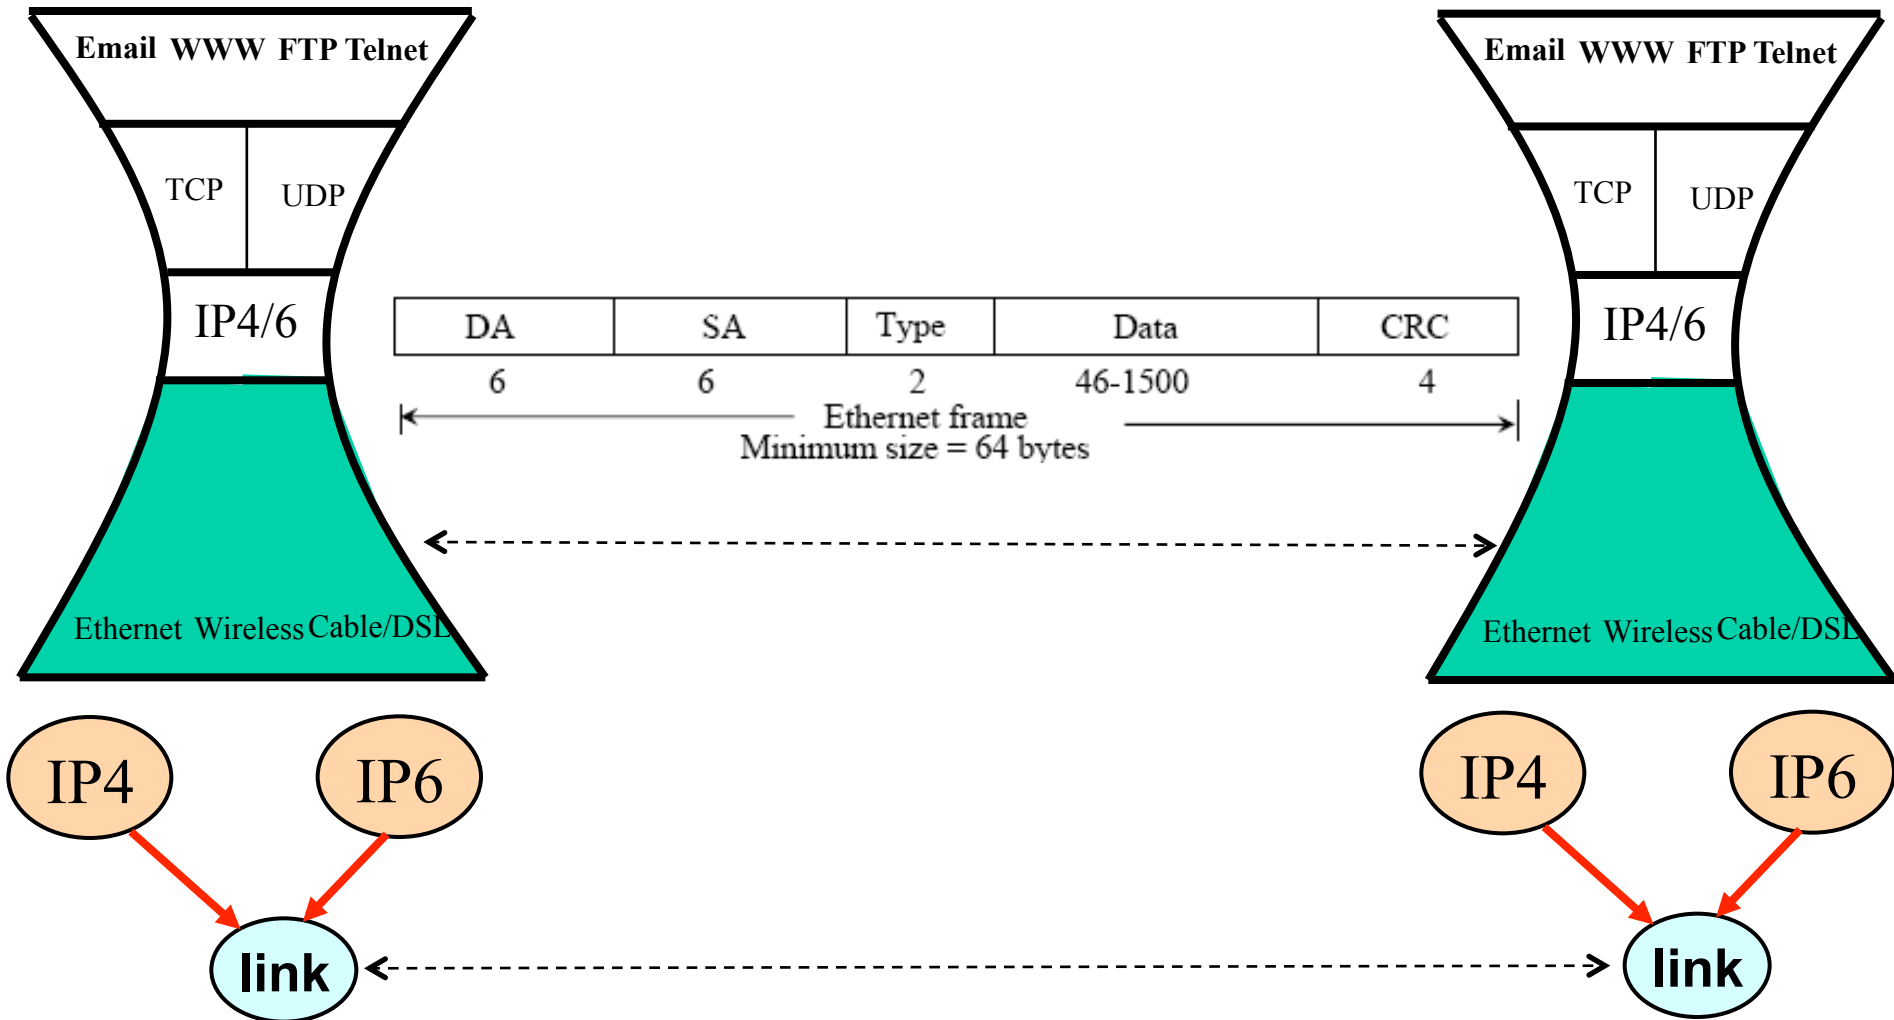 Email WWW FTP Telnet
TCP UDP
IP4/6
Ethernet Wireless Cable/DSL
DA SA Type Data CRC
6 6 2 46-1500 4
Ethernet frame
Minimum size = 64 bytes
Email WWW FTP Telnet
TCP UDP
IP4/6
Ethernet Wireless Cable/DSL
IP4 IP6
link
IP4 IP6
link